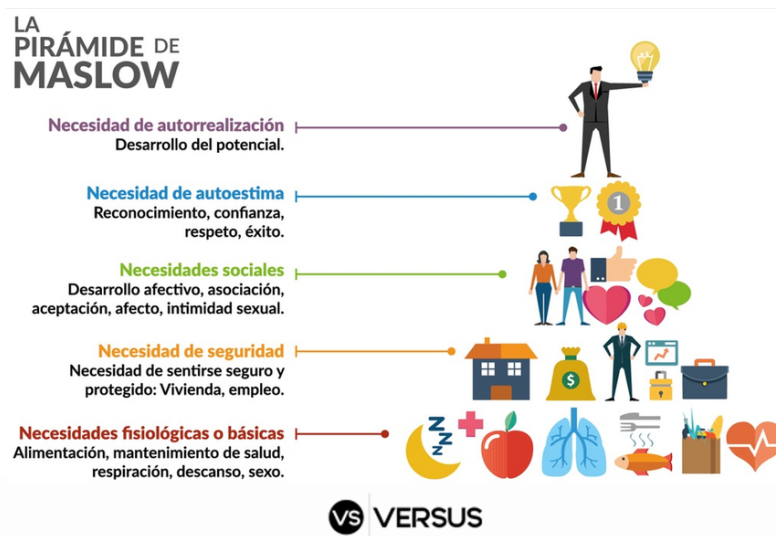 LA
PIRÁMIDE DE
MASLOW
Necesidad de autorrealización
Desarrollo del potencial.
Necesidad de autoestima
Reconocimiento, confianza,
respeto, éxito.
1
Necesidades sociales
Desarrollo afectivo, asociación,
aceptación, afecto, intimidad sexual.
Necesidad de seguridad
Necesidad de sentirse seguro y
protegido: Vivienda, empleo.
$
Necesidades fisiológicas o básicas
Alimentación, mantenimiento de salud,
respiración, descanso, sexo.
zzz
VS VERSUS